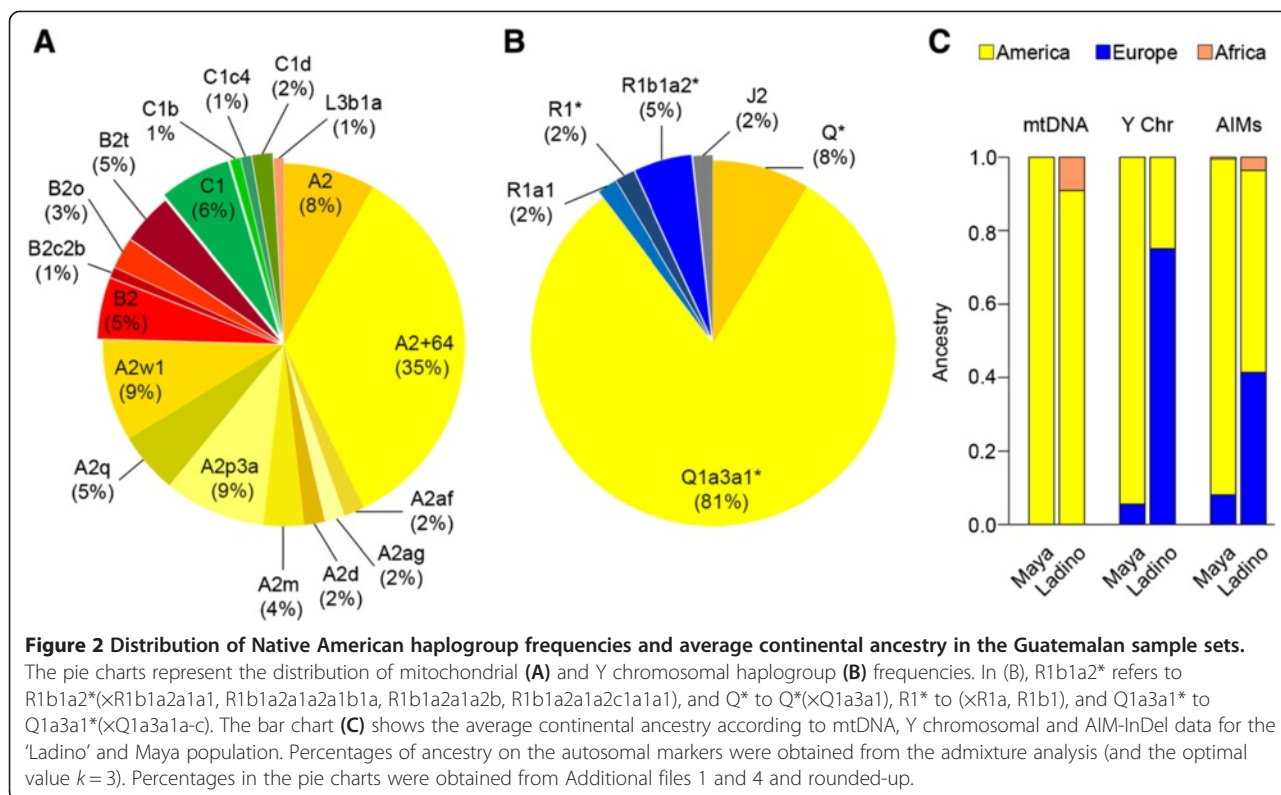 A
B
C
America Europe Africa
C1d
(2%)
C1c4
(1%)
L3b1a
(1%)
C1b
1%
B2t
(5%)
B2o
(3%)
B2c2b
(1%)
C1
(6%)
A2
(8%)
B2
(5%)
A2+64
(35%)
A2w1
(9%)
A2q
(5%)
A2p3a
(9%)
A2m
(4%)
A2d
(2%)
A2ag
(2%)
A2af
(2%)
R1b1a2*
(5%)
R1*
(2%)
R1a1
(2%)
J2
(2%)
Q*
(8%)
Q1a3a1*
(81%)
mtDNA Y Chr AIMs
Ancestry
1.0
0.8
0.6
0.4
0.2
0.0
Maya
Ladino
Maya
Ladino
Maya
Ladino
Figure 2 Distribution of Native American haplogroup frequencies and average continental ancestry in the Guatemalan sample sets.
The pie charts represent the distribution of mitochondrial (A) and Y chromosomal haplogroup (B) frequencies. In (B), R1b1a2* refers to
R1b1a2*(×R1b1a2a1a1, R1b1a2a1a2a1b1a, R1b1a2a1a2b, R1b1a2a1a2c1a1a1), and Q* to Q*(×Q1a3a1), R1* to (×R1a, R1b1), and Q1a3a1* to
Q1a3a1*(×Q1a3a1a-c). The bar chart (C) shows the average continental ancestry according to mtDNA, Y chromosomal and AIM-InDel data for the
'Ladino' and Maya population. Percentages of ancestry on the autosomal markers were obtained from the admixture analysis (and the optimal
value k = 3). Percentages in the pie charts were obtained from Additional files 1 and 4 and rounded-up.